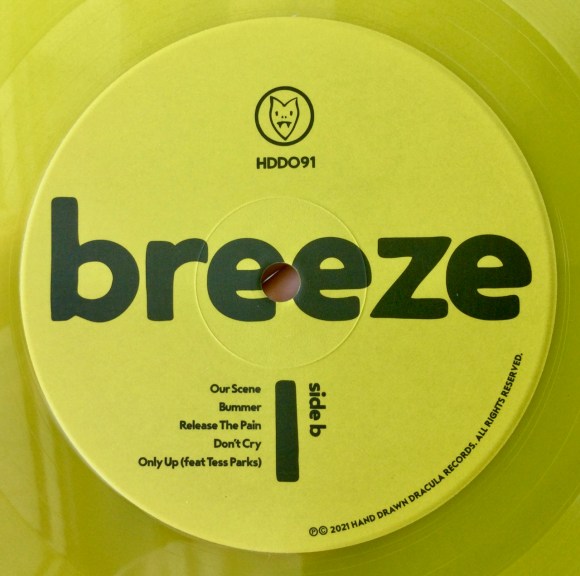 HDD091
breeze
side b
Our Scene
Bummer
Release The Pain
Don't Cry
Only Up (feat Tess Parks)
℗© 2021 HAND DRAWN DRACULA RECORDS. ALL RIGHTS RESERVED.